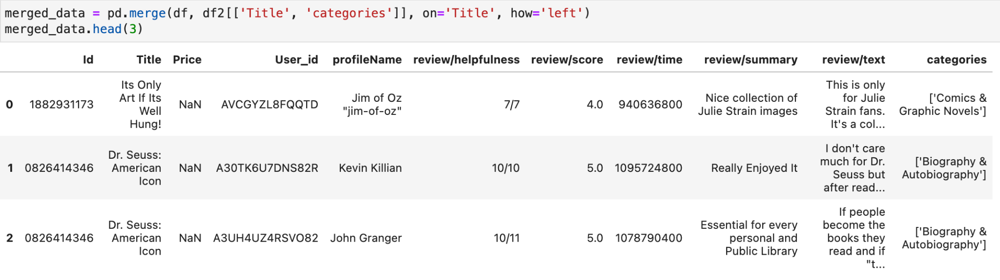 merged_data = pd.merge(df, df2[['Title', 'categories']], on='Title', how='left')
merged_data.head(3)
Id Title Price User_id profileName review/helpfulness review/score review/time review/summary review/text categories
0 1882931173 Its Only Art If Its Well Hung! NaN AVCGYZL8FQQTD Jim of Oz "jim-of-oz" 7/7 4.0 940636800 Nice collection of Julie Strain images This is only for Julie Strain fans. It's a col... ['Comics & Graphic Novels']
1 0826414346 Dr. Seuss: American Icon NaN A30TK6U7DNS82R Kevin Killian 10/10 5.0 1095724800 Really Enjoyed It I don't care much for Dr. Seuss but after read... ['Biography & Autobiography']
2 0826414346 Dr. Seuss: American Icon NaN A3UH4UZ4RSVO82 John Granger 10/11 5.0 1078790400 Essential for every personal and Public Library If people become the books they read and if "t... ['Biography & Autobiography']